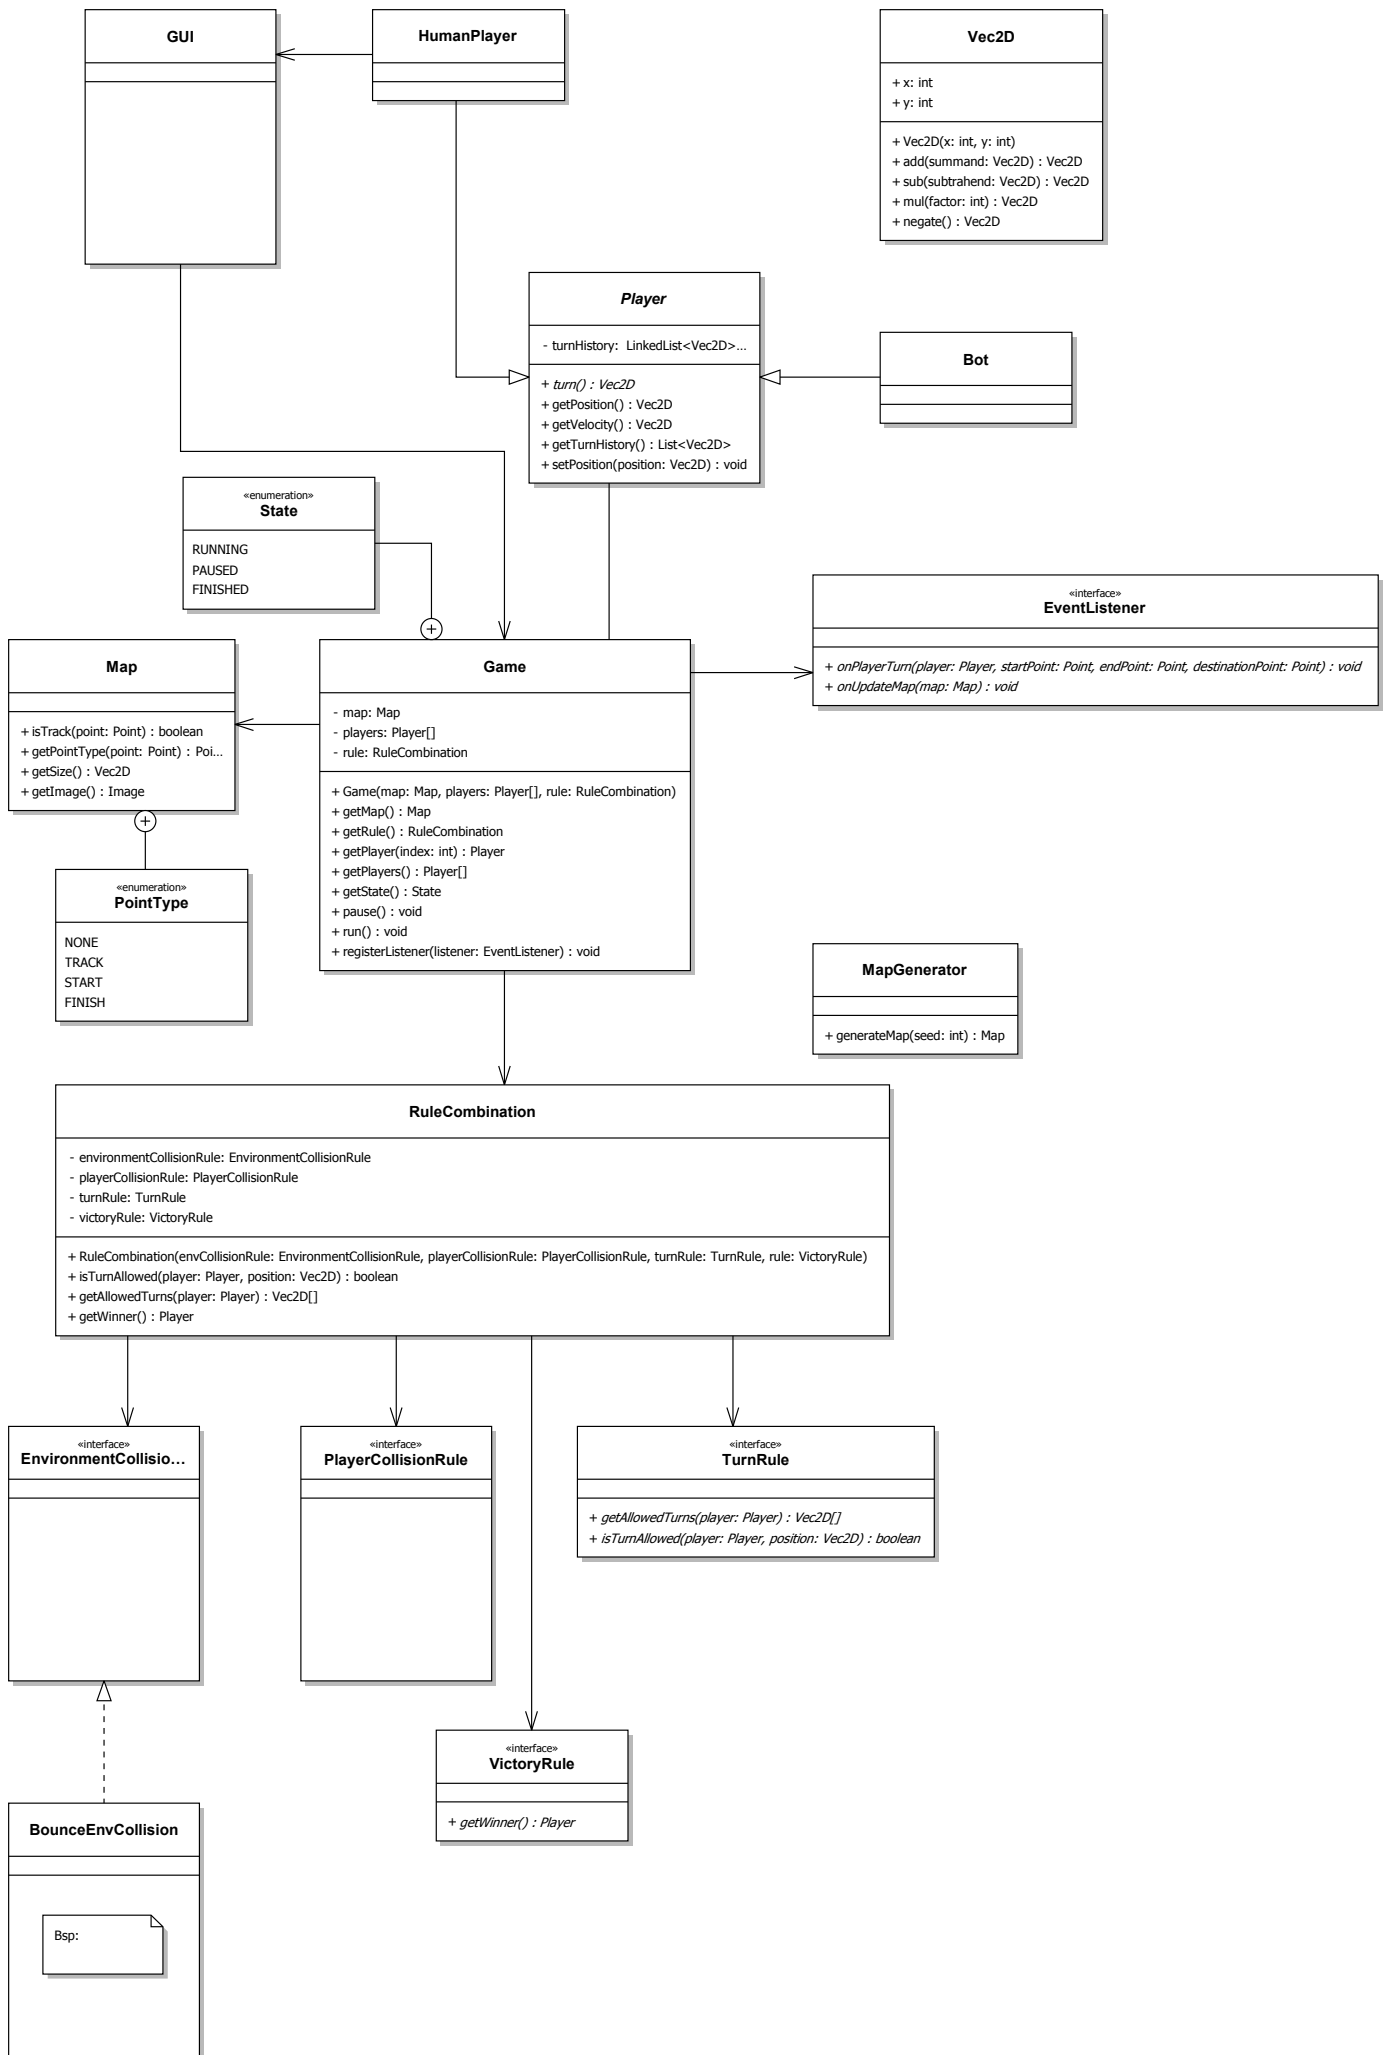 GUI
HumanPlayer
Vec2D
+ x: int
+ y: int
+ Vec2D(x: int, y: int)
+ add(summand: Vec2D) : Vec2D
+ sub(subtrahend: Vec2D) : Vec2D
+ mul(factor: int) : Vec2D
+ negate() : Vec2D
Player
- turnHistory: LinkedList<Vec2D>...
+ turn() : Vec2D
+ getPosition() : Vec2D
+ getVelocity() : Vec2D
+ getTurnHistory() : List<Vec2D>
+ setPosition(position: Vec2D) : void
Bot
«enumeration»
State
RUNNING
PAUSED
FINISHED
«interface»
EventListener
+ onPlayerTurn(player: Player, startPoint: Point, endPoint: Point, destinationPoint: Point) : void
+ onUpdateMap(map: Map) : void
Map
+ isTrack(point: Point) : boolean
+ getPointType(point: Point) : Poi...
+ getSize() : Vec2D
+ getImage() : Image
Game
- map: Map
- players: Player[]
- rule: RuleCombination
+ Game(map: Map, players: Player[], rule: RuleCombination)
+ getMap() : Map
+ getRule() : RuleCombination
+ getPlayer(index: int) : Player
+ getPlayers() : Player[]
+ getState() : State
+ pause() : void
+ run() : void
+ registerListener(listener: EventListener) : void
«enumeration»
PointType
NONE
TRACK
START
FINISH
MapGenerator
+ generateMap(seed: int) : Map
RuleCombination
- environmentCollisionRule: EnvironmentCollisionRule
- playerCollisionRule: PlayerCollisionRule
- turnRule: TurnRule
- victoryRule: VictoryRule
+ RuleCombination(envCollisionRule: EnvironmentCollisionRule, playerCollisionRule: PlayerCollisionRule, turnRule: TurnRule, rule: VictoryRule)
+ isTurnAllowed(player: Player, position: Vec2D) : boolean
+ getAllowedTurns(player: Player) : Vec2D[]
+ getWinner() : Player
«interface»
EnvironmentCollisio...
«interface»
PlayerCollisionRule
«interface»
TurnRule
+ getAllowedTurns(player: Player) : Vec2D[]
+ isTurnAllowed(player: Player, position: Vec2D) : boolean
«interface»
VictoryRule
+ getWinner() : Player
BounceEnvCollision
Bsp: